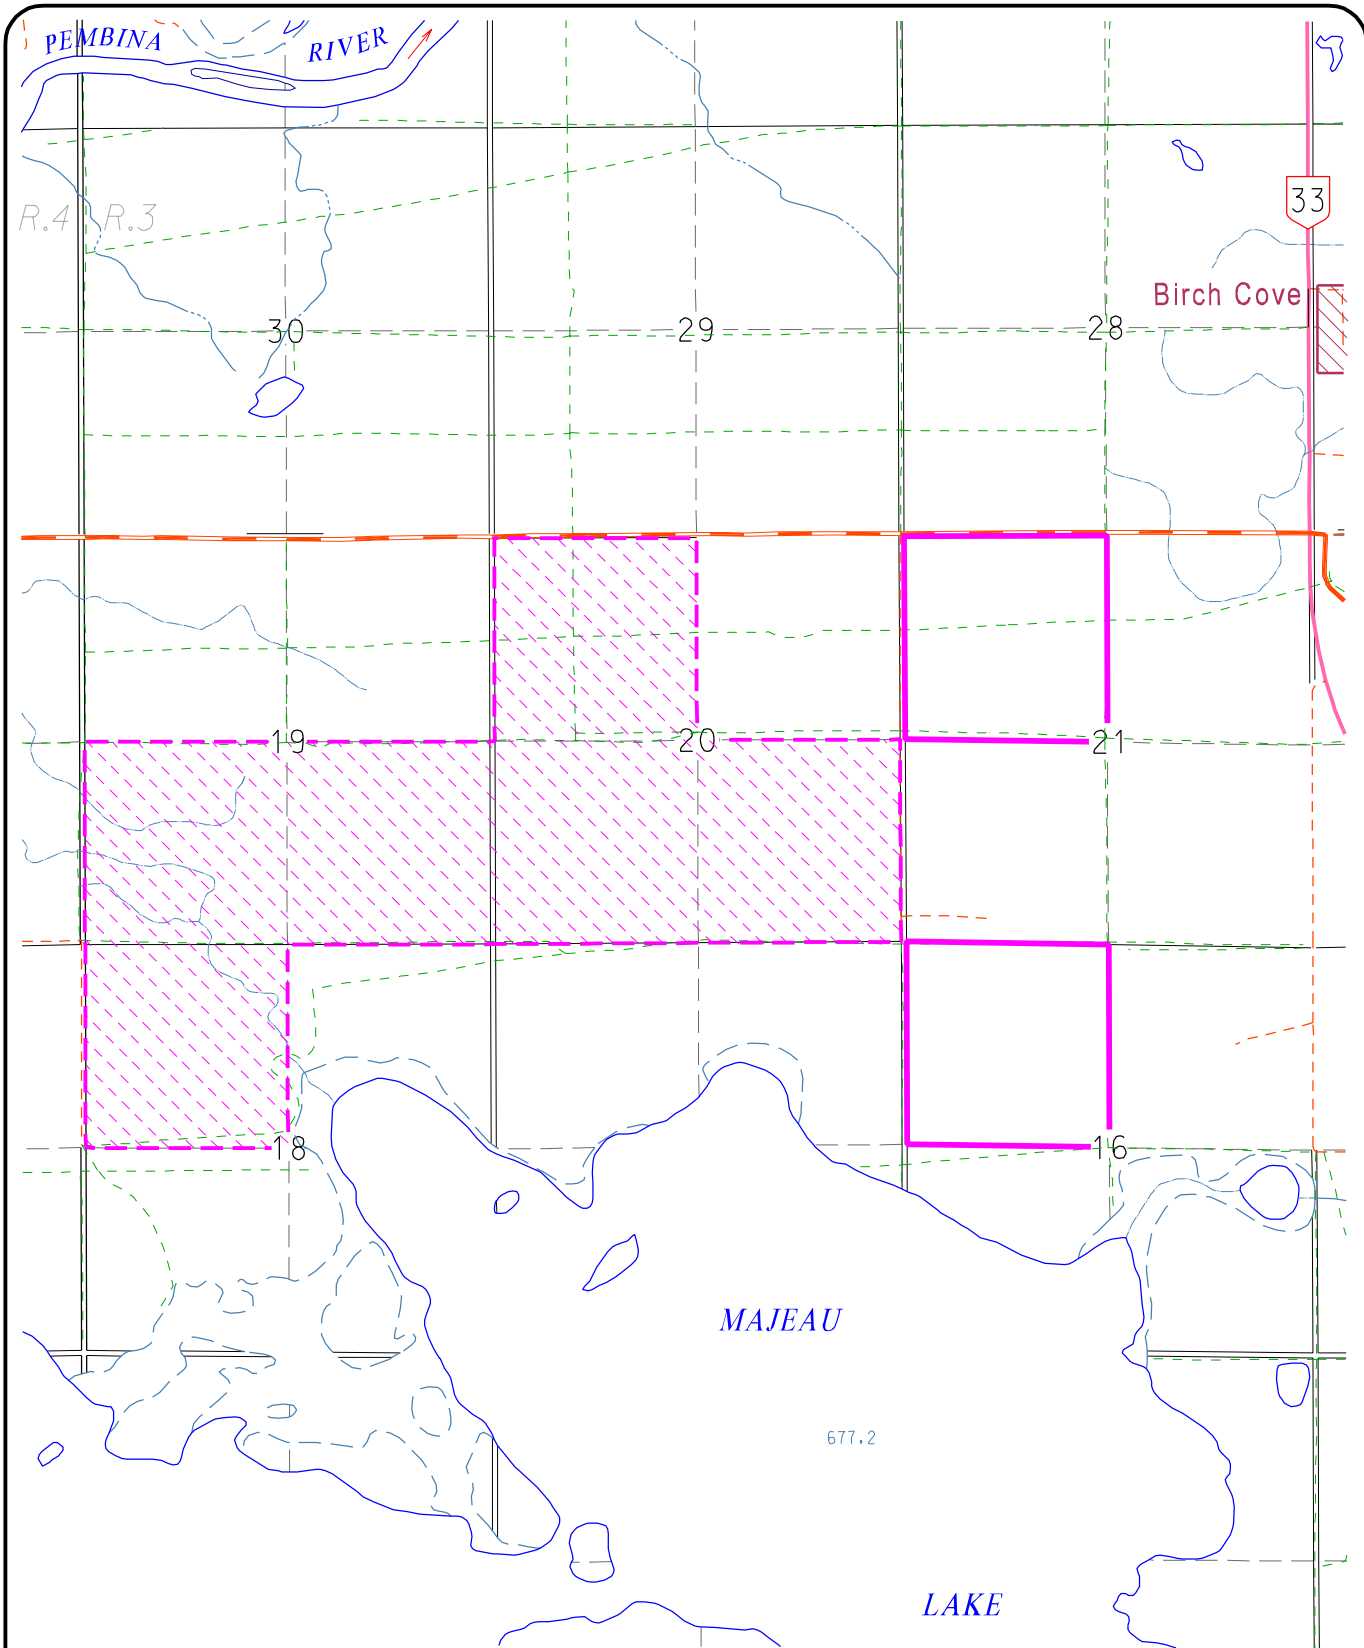 PEMBINA RIVER
R.4 R.3
33
Birch Cove
30 29 28
19 20 21
18 16
MAJEAU
677.2
LAKE